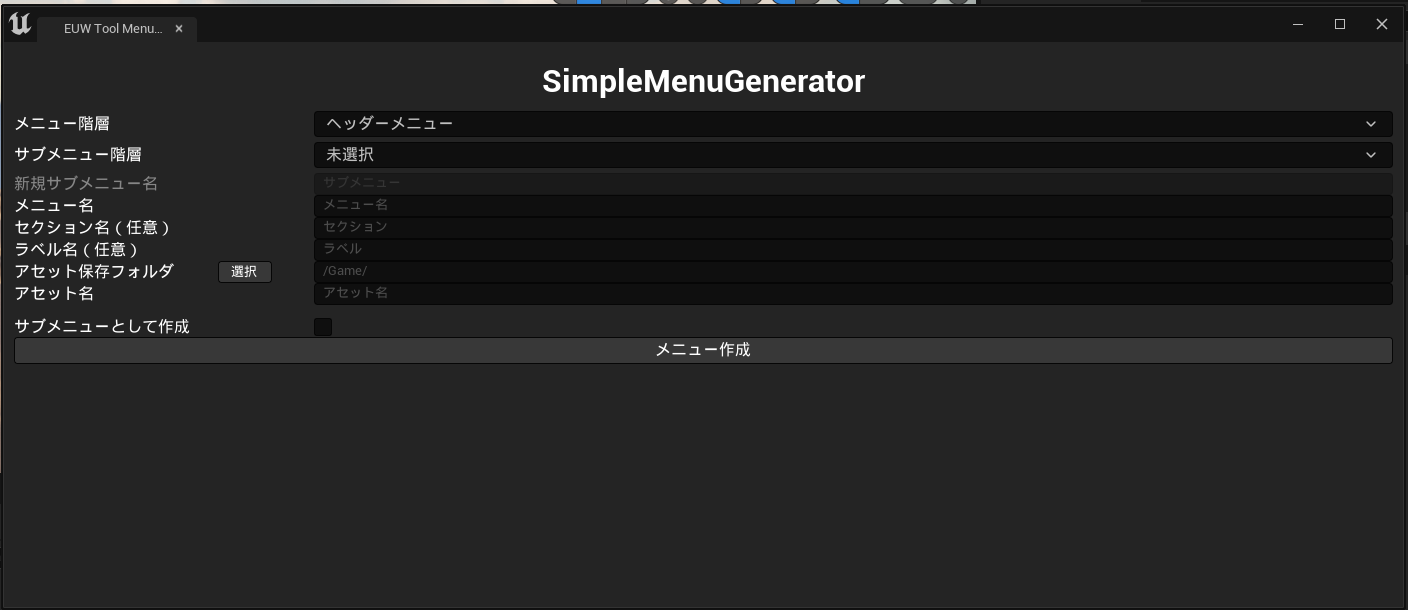 EUW Tool Menu...
SimpleMenuGenerator
メニュー階層
ヘッダーメニュー
サブメニュー階層
未選択
新規サブメニュー名
サブメニュー
メニュー名
メニュー名
セクション名 ( 任意 )
セクション
ラベル名 ( 任意 )
ラベル
アセット保存フォルダ
選択
/Game/
アセット名
アセット名
サブメニューとして作成
メニュー作成